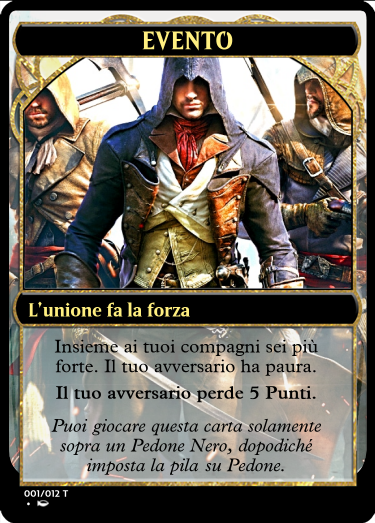 EVENTO
L'unione fa la forza
Insieme ai tuoi compagni sei più
forte. Il tuo avversario ha paura.
Il tuo avversario perde 5 Punti.
Puoi giocare questa carta solamente
sopra un Pedone Nero, dopodiché
imposta la pila su Pedone.
001/012 T